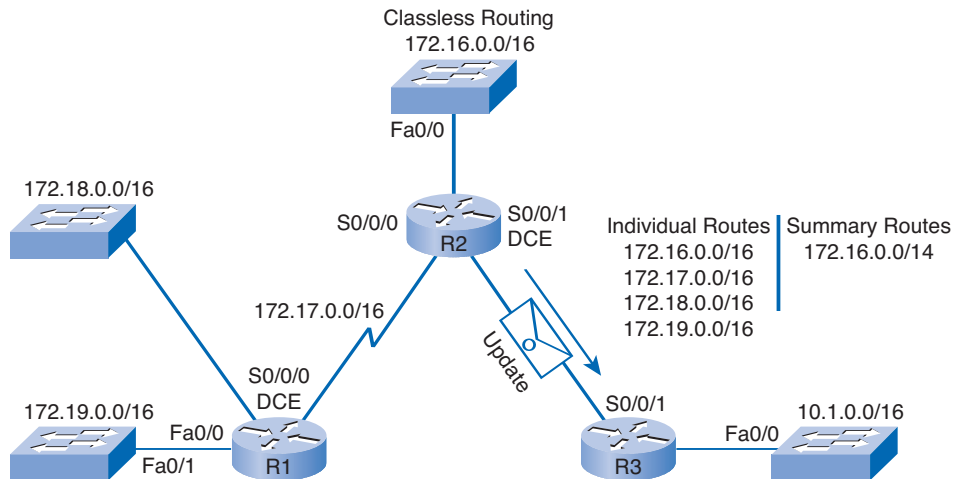 Classless Routing
172.16.0.0/16
Fa0/0
172.18.0.0/16
S0/0/0
R2
S0/0/1
DCE
Individual Routes
172.16.0.0/16
172.17.0.0/16
172.18.0.0/16
172.19.0.0/16
Summary Routes
172.16.0.0/14
172.17.0.0/16
Update
S0/0/0
DCE
172.19.0.0/16
Fa0/0
Fa0/1
R1
S0/0/1
R3
Fa0/0
10.1.0.0/16